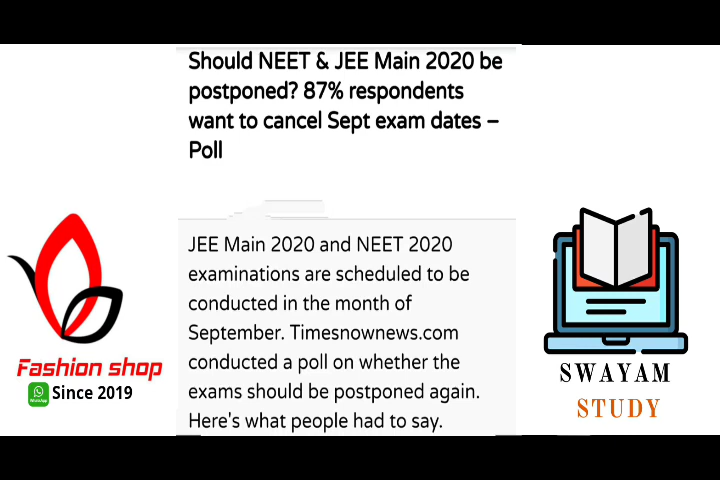 Should NEET & JEE Main 2020 be
postponed? 87% respondents
want to cancel Sept exam dates –
Poll
JEE Main 2020 and NEET 2020
examinations are scheduled to be
conducted in the month of
September. Timesnownews.com
conducted a poll on whether the
exams should be postponed again.
Here's what people had to say.
Fashion shop
WhatsApp
Since 2019
SWAYAM
STUDY